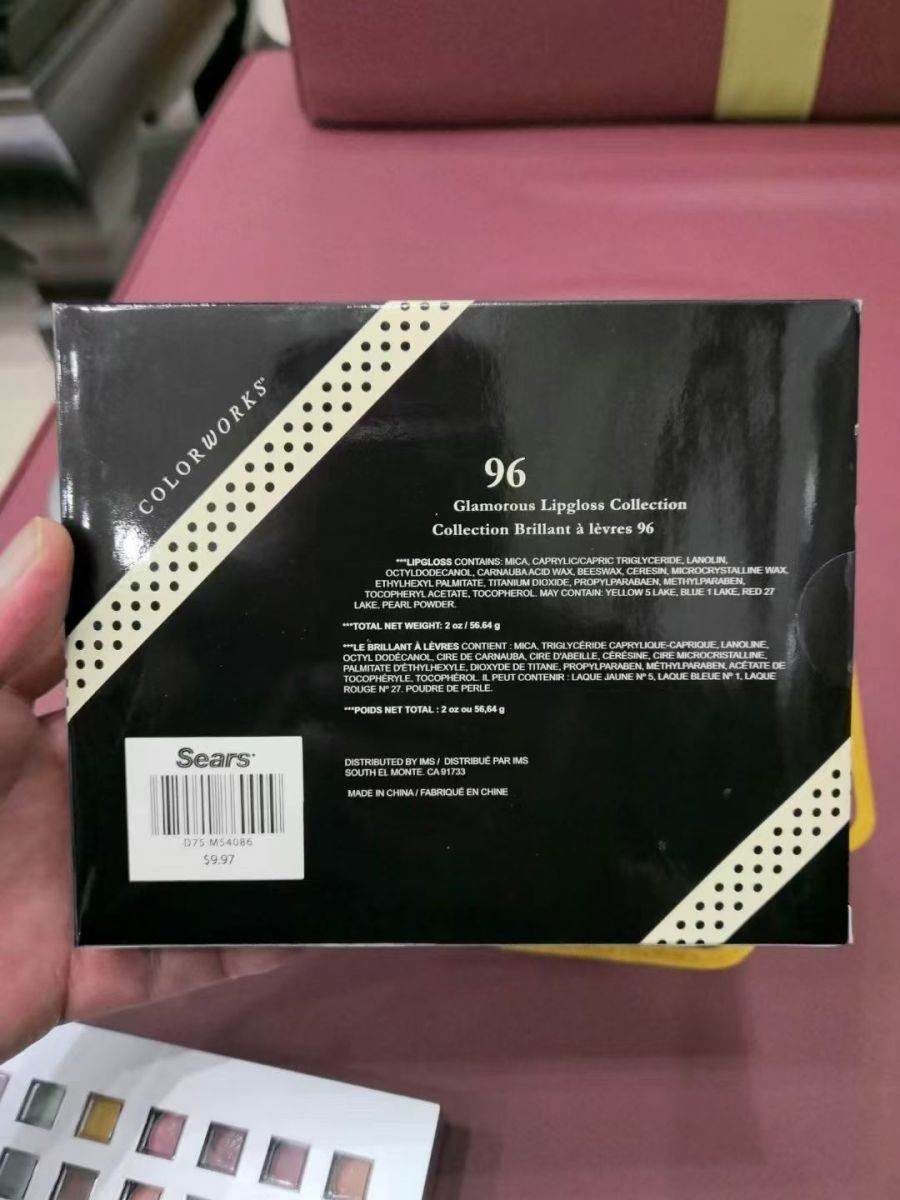 COLORWORKS®
96
Glamorous Lipgloss Collection
Collection Brillant à lèvres 96
***LIPGLOSS CONTAINS: MICA, CAPRYLIC/CAPRIC TRIGLYCERIDE, LANOLIN,
OCTYLDODECANOL, CARNAUBA ACID WAX, BEESWAX, CERESIN, MICROCRYSTALLINE WAX,
ETHYLHEXYL PALMITATE, TITANIUM DIOXIDE, PROPYLPARABAEN, METHYLPARABEN,
TOCOPHERYL ACETATE, TOCOPHEROL. MAY CONTAIN: YELLOW 5 LAKE, BLUE 1 LAKE, RED 27
LAKE, PEARL POWDER.
***TOTAL NET WEIGHT: 2 oz / 56.64 g
***LE BRILLANT À LÈVRES CONTIENT : MICA, TRIGLYCÉRIDE CAPRYLIQUE-CAPRIQUE, LANOLINE,
OCTYL DODÉCANOL, CIRE DE CARNAUBA, CIRE D'ABEILLE, CÉRÉSINE, CIRE MICROCRISTALLINE,
PALMITATE D'ÉTHYLHEXYLE, DIOXYDE DE TITANE, PROPYLPARABEN, MÉTHYLPARABEN, ACÉTATE DE
TOCOPHÉRYLE, TOCOPHÉROL. IL PEUT CONTENIR : LAQUE JAUNE Nº 5, LAQUE BLEUE Nº 1, LAQUE
ROUGE Nº 27. POUDRE DE PERLE.
***POIDS NET TOTAL : 2 oz ou 56,64 g
DISTRIBUTED BY IMS / DISTRIBUÉ PAR IMS
SOUTH EL MONTE. CA 91733
MADE IN CHINA / FABRIQUÉ EN CHINE
Sears
D75 M54086
$9.97